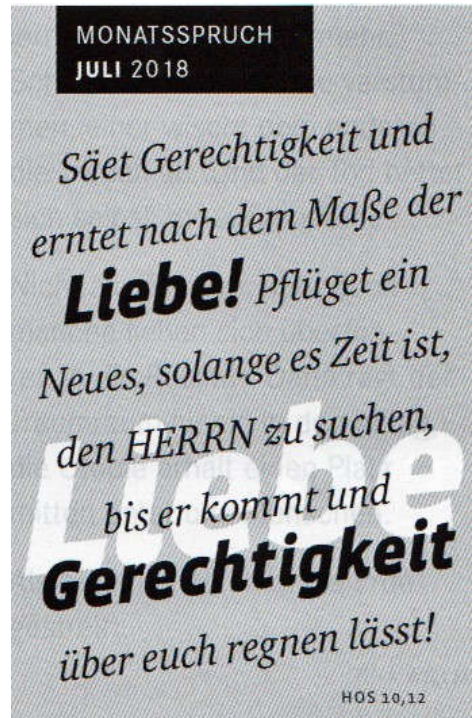 MONATSSPRUCH
JULI 2018
Säet Gerechtigkeit und
erntet nach dem Maße der
Liebe! Pflüget ein
Neues, solange es Zeit ist,
den HERRN zu suchen,
Liebe
bis er kommt und
Gerechtigkeit
über euch regnen lässt!
HOS 10,12